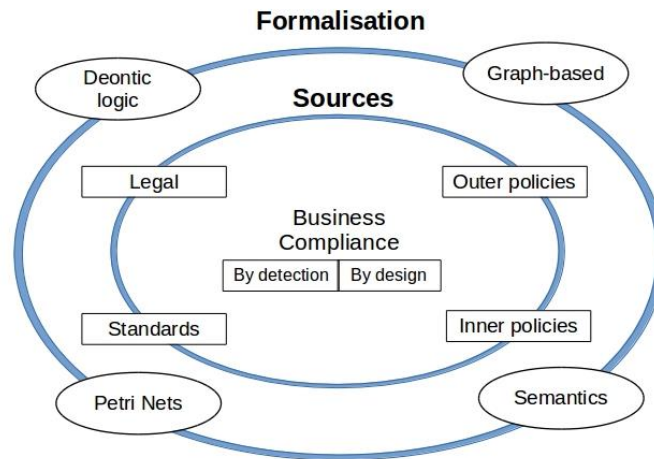 Formalisation
Deontic
logic
Graph-based
Sources
Legal
Outer policies
Business
Compliance
By detection
By design
Standards
Inner policies
Petri Nets
Semantics